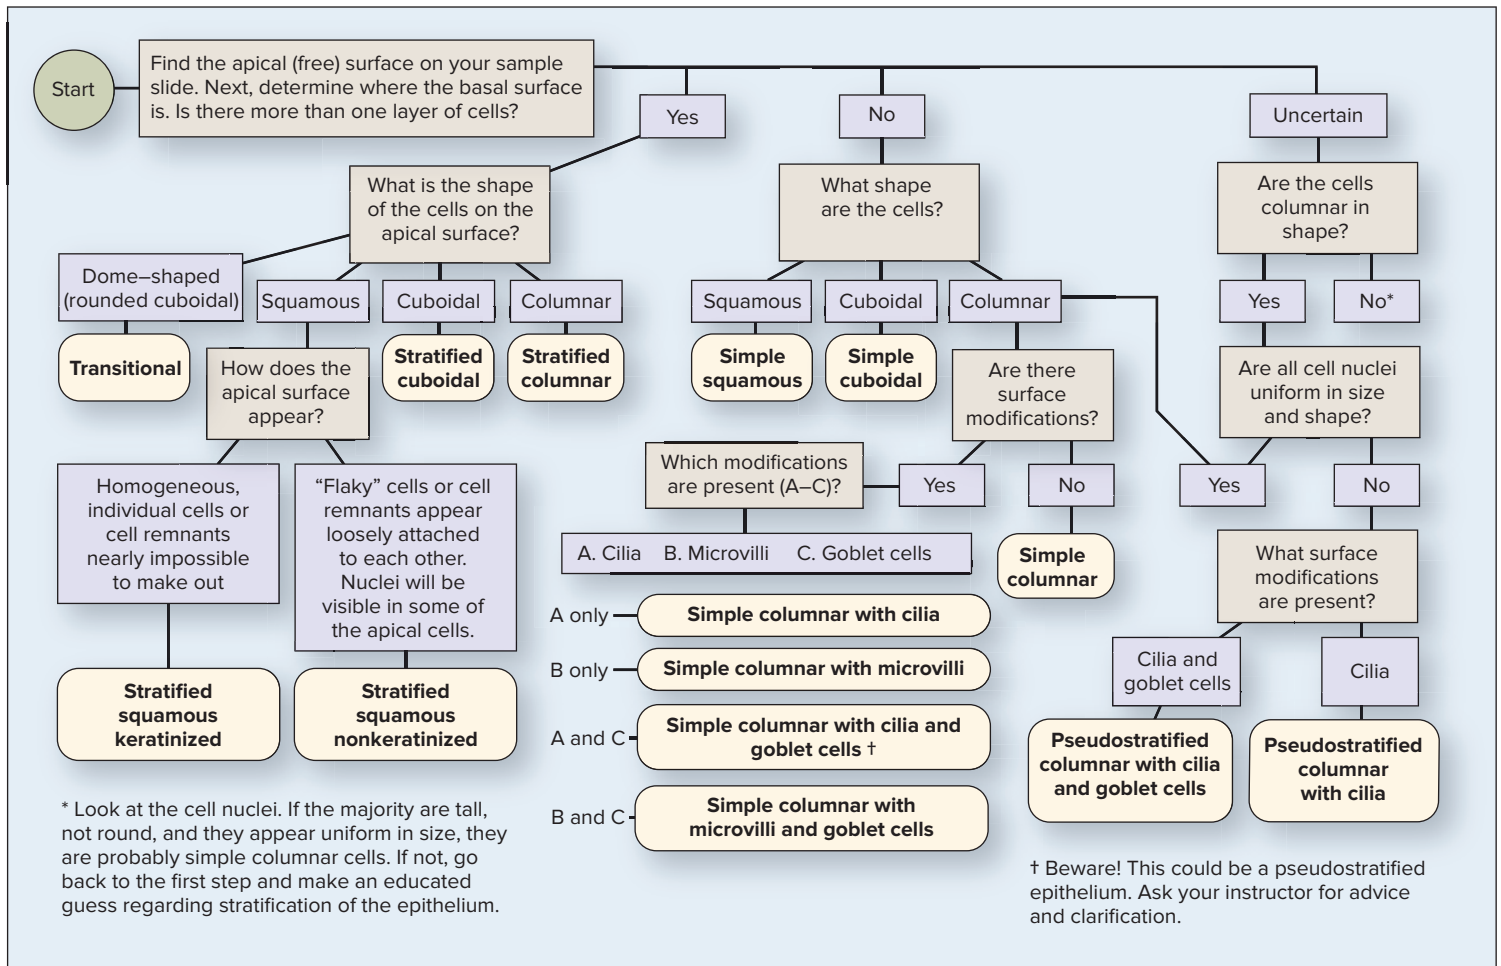 Start
Find the apical (free) surface on your sample
slide. Next, determine where the basal surface
is. Is there more than one layer of cells?
Yes
No
Uncertain
What is the shape
of the cells on the
apical surface?
What shape
are the cells?
Are the cells
columnar in
shape?
Dome–shaped
(rounded cuboidal)
Squamous
Cuboidal
Columnar
Squamous
Cuboidal
Columnar
Yes
No*
Transitional
How does the
apical surface
appear?
Stratified
cuboidal
Stratified
columnar
Simple
squamous
Simple
cuboidal
Are there
surface
modifications?
Are all cell nuclei
uniform in size
and shape?
Homogeneous,
individual cells or
cell remnants
nearly impossible
to make out
“Flaky” cells or cell
remnants appear
loosely attached
to each other.
Nuclei will be
visible in some of
the apical cells.
Which modifications
are present (A–C)?
Yes
No
Yes
No
A. Cilia B. Microvilli C. Goblet cells
Simple
columnar
What surface
modifications
are present?
A only
Simple columnar with cilia
B only
Simple columnar with microvilli
A and C
Simple columnar with cilia and
goblet cells †
B and C
Simple columnar with
microvilli and goblet cells
Cilia and
goblet cells
Cilia
Stratified
squamous
keratinized
Stratified
squamous
nonkeratinized
Pseudostratified
columnar with cilia
and goblet cells
Pseudostratified
columnar
with cilia
* Look at the cell nuclei. If the majority are tall,
not round, and they appear uniform in size, they
are probably simple columnar cells. If not, go
back to the first step and make an educated
guess regarding stratification of the epithelium.
† Beware! This could be a pseudostratified
epithelium. Ask your instructor for advice
and clarification.